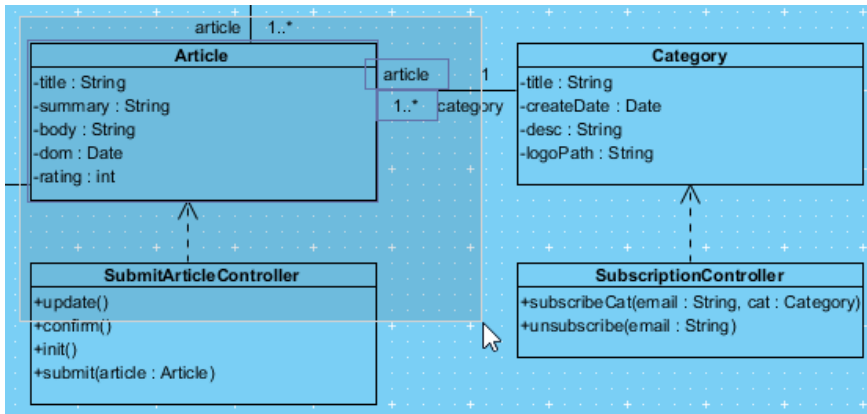 article 1..*
Article
-title : String
-summary : String
-body : String
-dom : Date
-rating : int
article 1
1..* category
Category
-title : String
-createDate : Date
-desc : String
-logoPath : String
SubmitArticleController
+update()
+confirm()
+init()
+submit(article : Article)
SubscriptionController
+subscribeCat(email : String, cat : Category)
+unsubscribe(email : String)